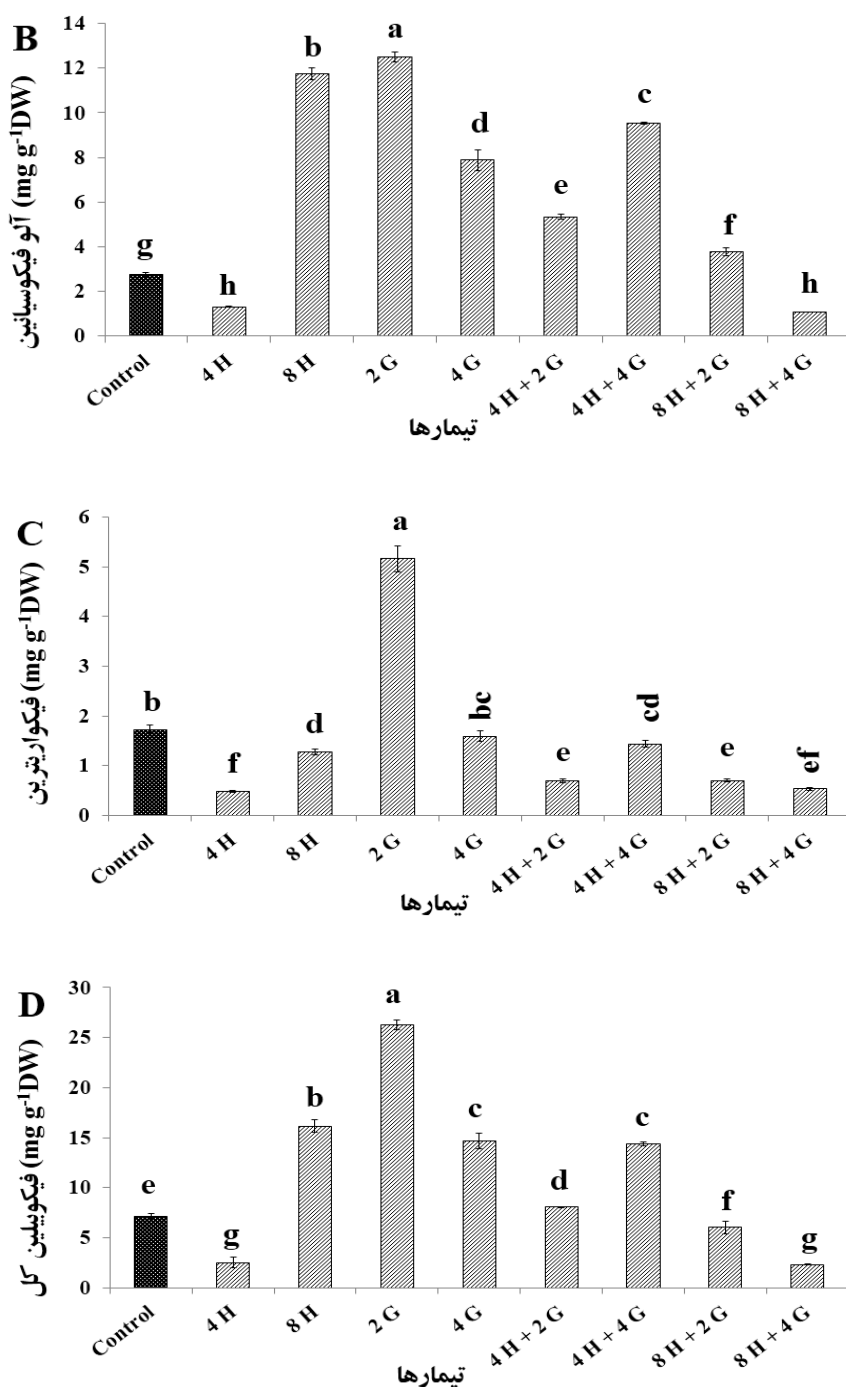 B
آلو فیکوسیانین (mg g-1DW)
14
12
10
8
6
4
2
0
g
h
b
a
d
e
c
f
h
Control
4 H
8 H
2 G
4 G
4 H + 2 G
4 H + 4 G
8 H + 2 G
8 H + 4 G
تیمارها
C
فیکواریترین (mg g-1DW)
6
5
4
3
2
1
0
b
f
d
a
bc
e
cd
e
ef
Control
4 H
8 H
2 G
4 G
4 H + 2 G
4 H + 4 G
8 H + 2 G
8 H + 4 G
تیمارها
D
فیکوبیلین کل (mg g-1DW)
30
25
20
15
10
5
0
e
g
b
a
c
d
c
f
g
Control
4 H
8 H
2 G
4 G
4 H + 2 G
4 H + 4 G
8 H + 2 G
8 H + 4 G
تیمارها